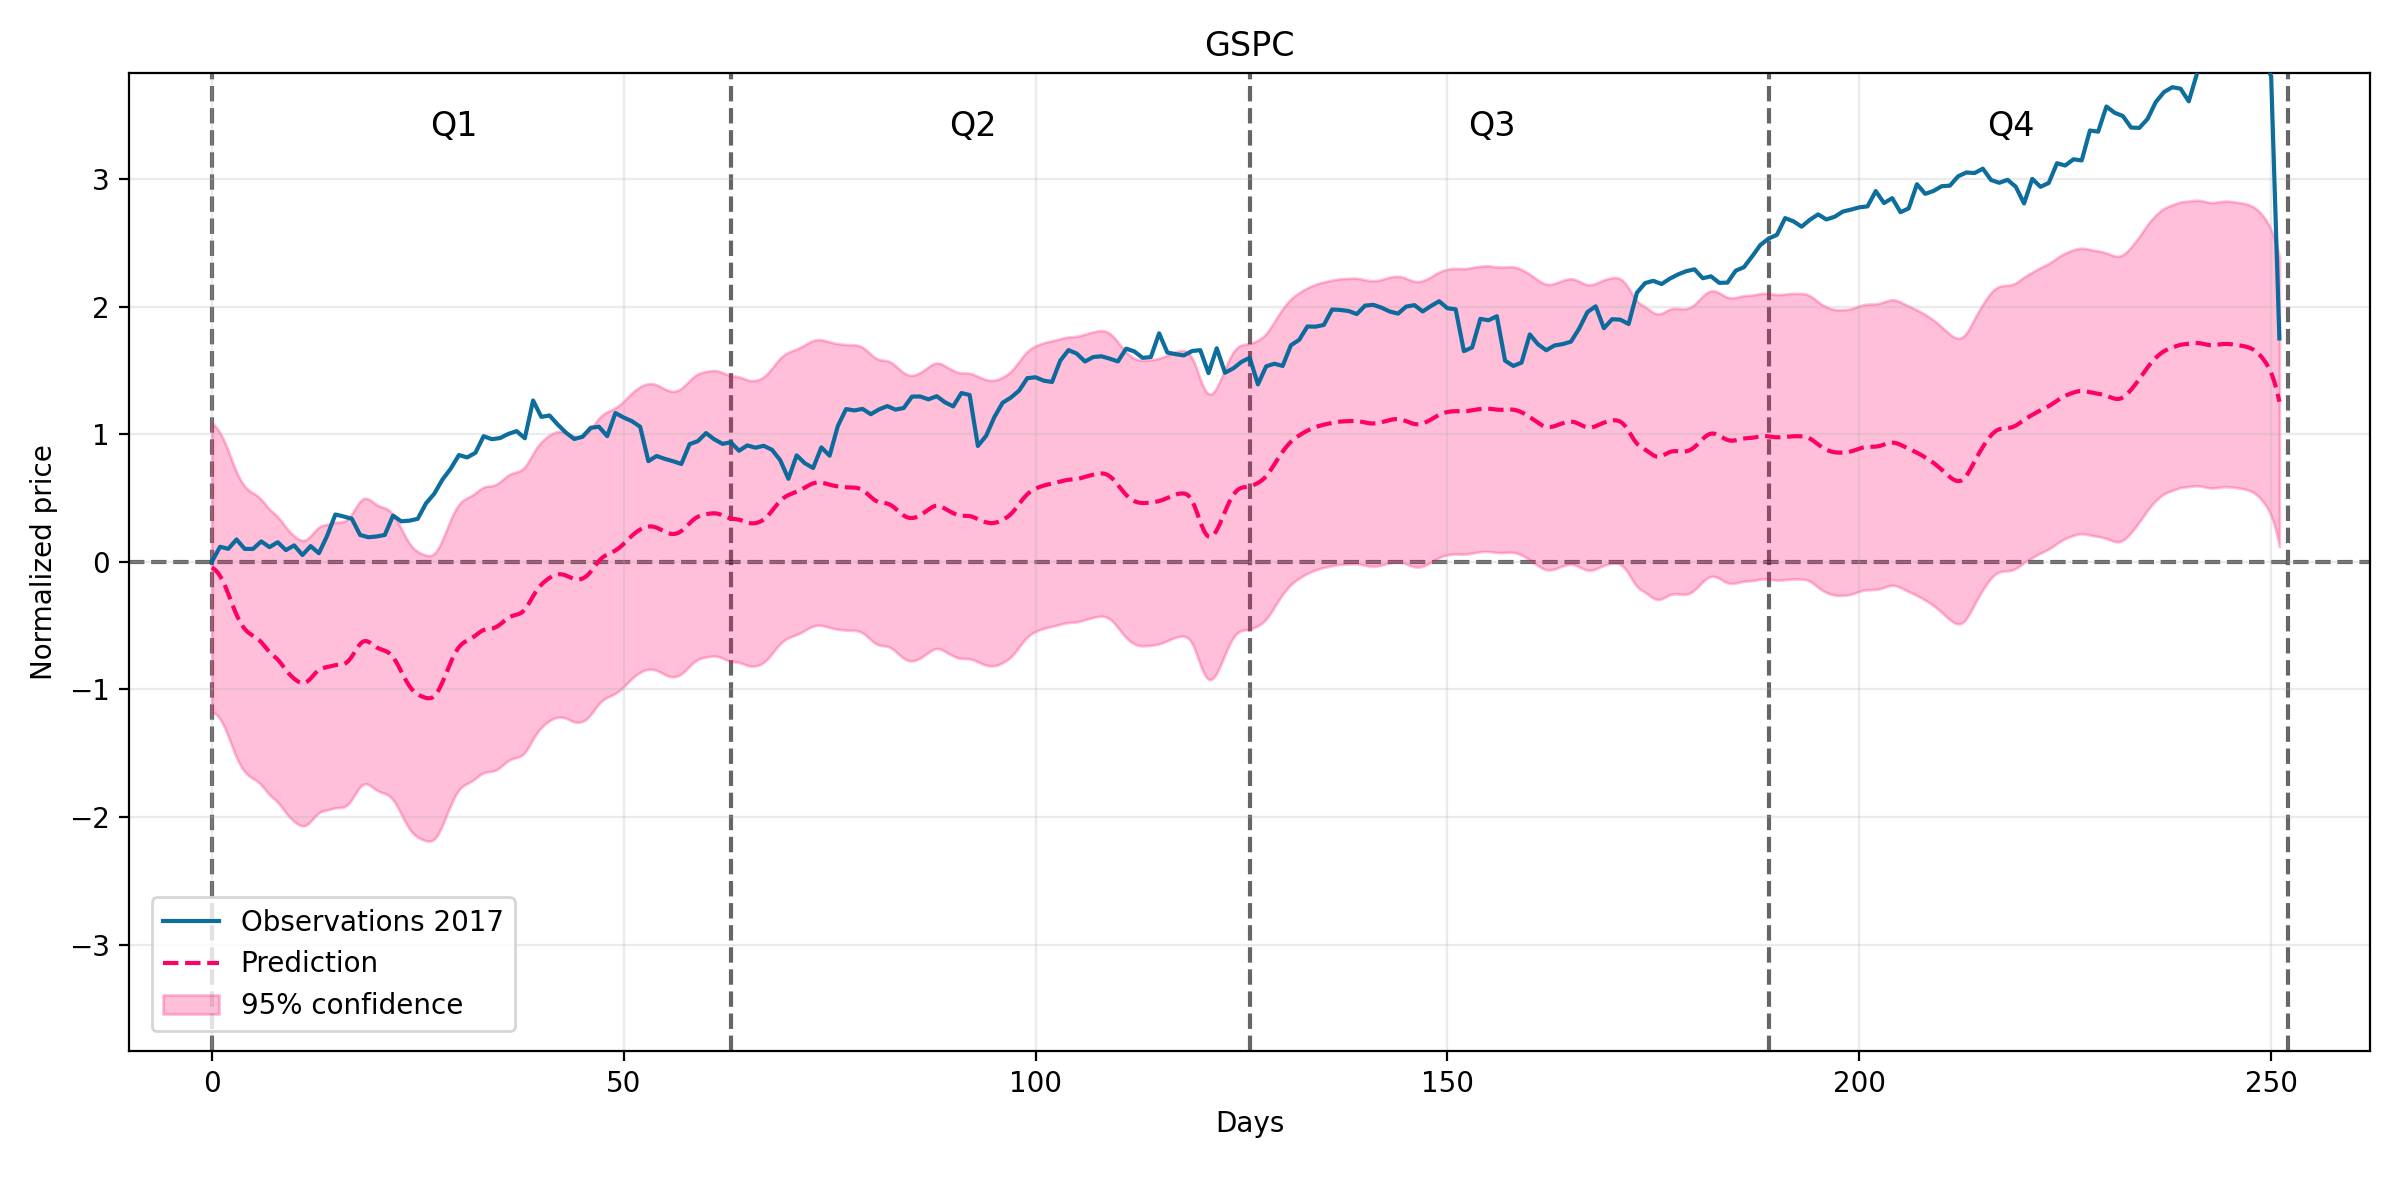 GSPC
Q1 Q2 Q3 Q4
3
2
1
0
−1
−2
−3
Normalized price
Observations 2017
Prediction
95% confidence
0 50 100 150 200 250
Days